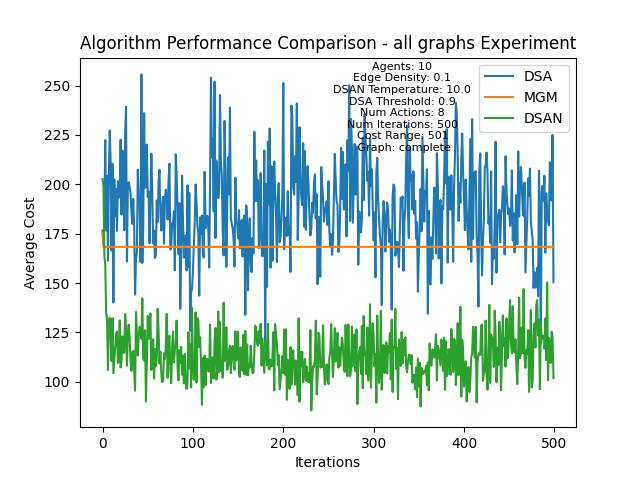 Algorithm Performance Comparison - all graphs Experiment
Agents: 10
Edge Density: 0.1
DSAN Temperature: 10.0
DSA Threshold: 0.9
Num Actions: 8
Num Iterations: 500
Cost Range: 501
Graph: complete
DSA
MGM
DSAN
Average Cost
250
225
200
175
150
125
100
0 100 200 300 400 500
Iterations